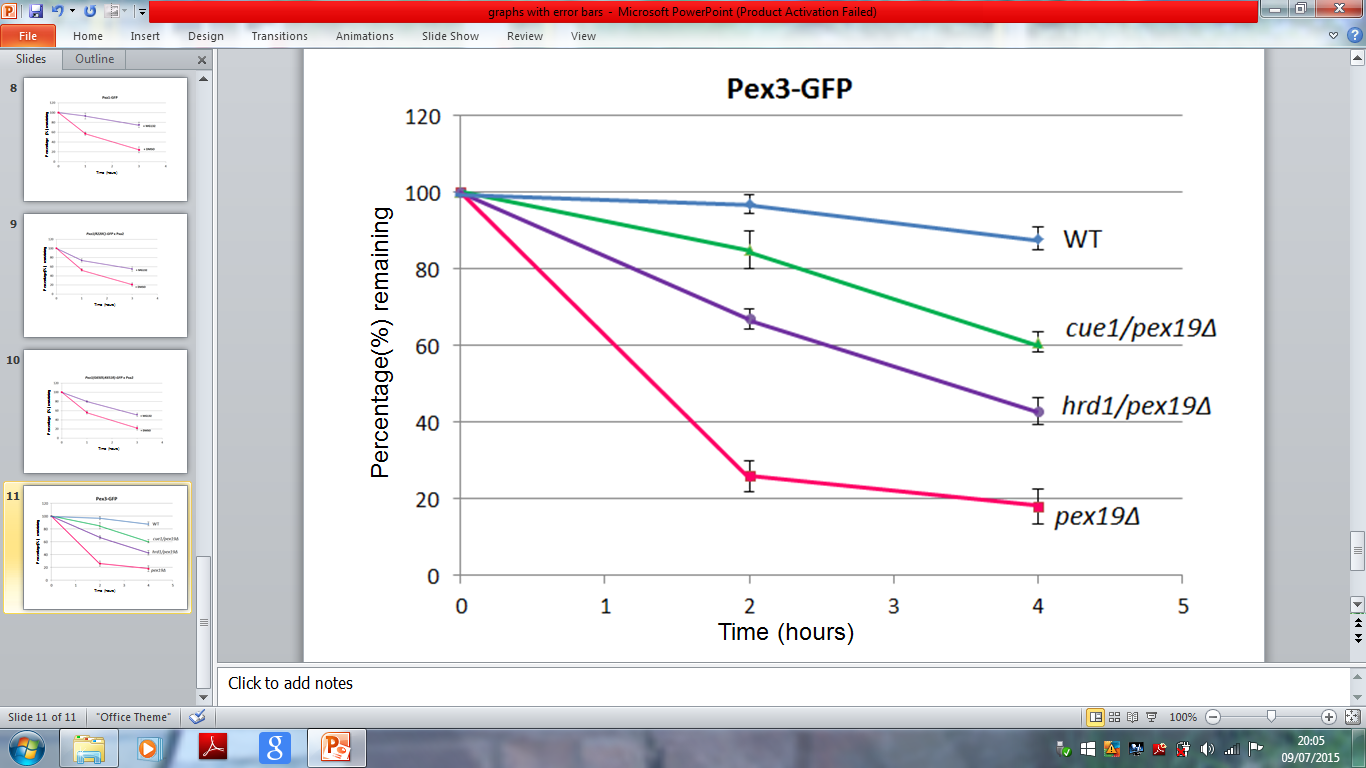 graphs with error bars - Microsoft PowerPoint (Product Activation Failed)
File Home Insert Design Transitions Animations Slide Show Review View
Slides Outline
8
9
10
11
Pex3-GFP
120
100
80
60
40
20
0
Percentage(%) remaining
WT
cue1/pex19Δ
hrd1/pex19Δ
pex19Δ
0 1 2 3 4 5
Time (hours)
Click to add notes
Slide 11 of 11 "Office Theme" 100%
20:05
09/07/2015